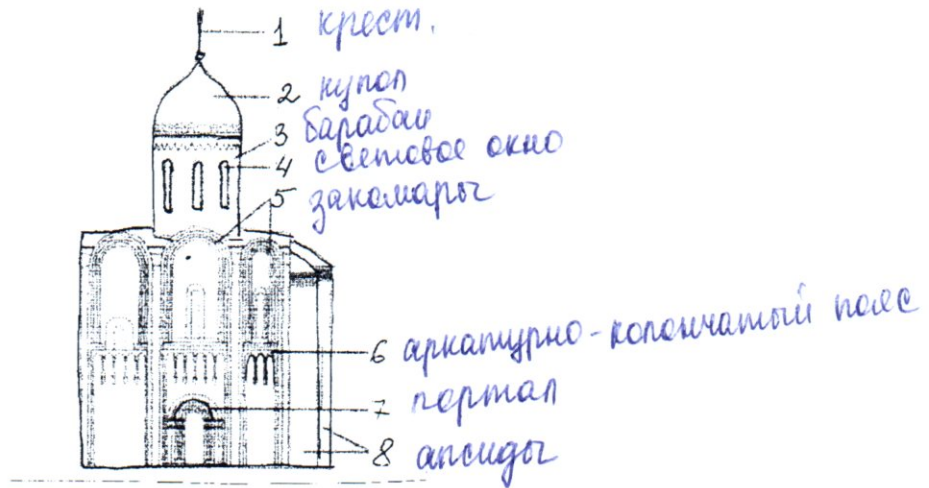 1 крест.
2 купол
3 барабан
4 световое окно
5 закомары
6 аркатурно-колончатый пояс
7 портал
8 апсиды